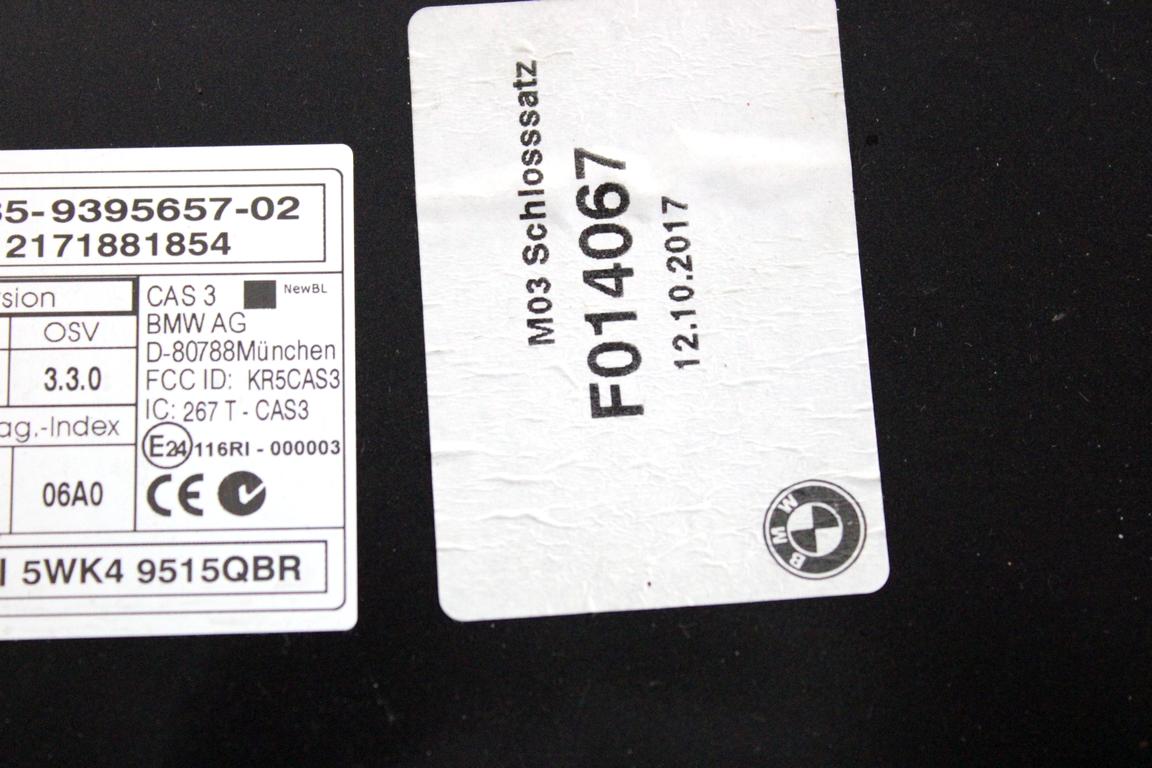 35-9395657-02
2171881854
sion
OSV
3.3.0
ag.-Index
06A0
CAS 3 NewBL
BMW AG
D-80788München
FCC ID: KR5CAS3
IC: 267 T - CAS3
E24 116RI - 000003
CE
I 5WK4 9515QBR
M03 Schlosssatz
F014067
12.10.2017
BMW